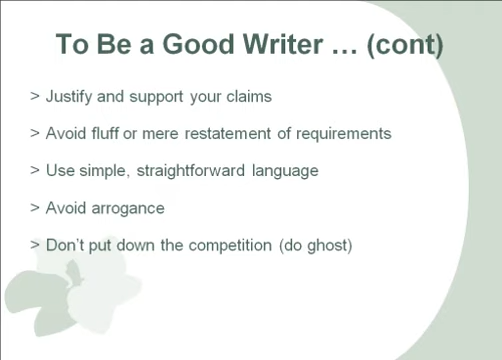 To Be a Good Writer … (cont)
> Justify and support your claims
> Avoid fluff or mere restatement of requirements
> Use simple, straightforward language
> Avoid arrogance
> Don’t put down the competition (do ghost)